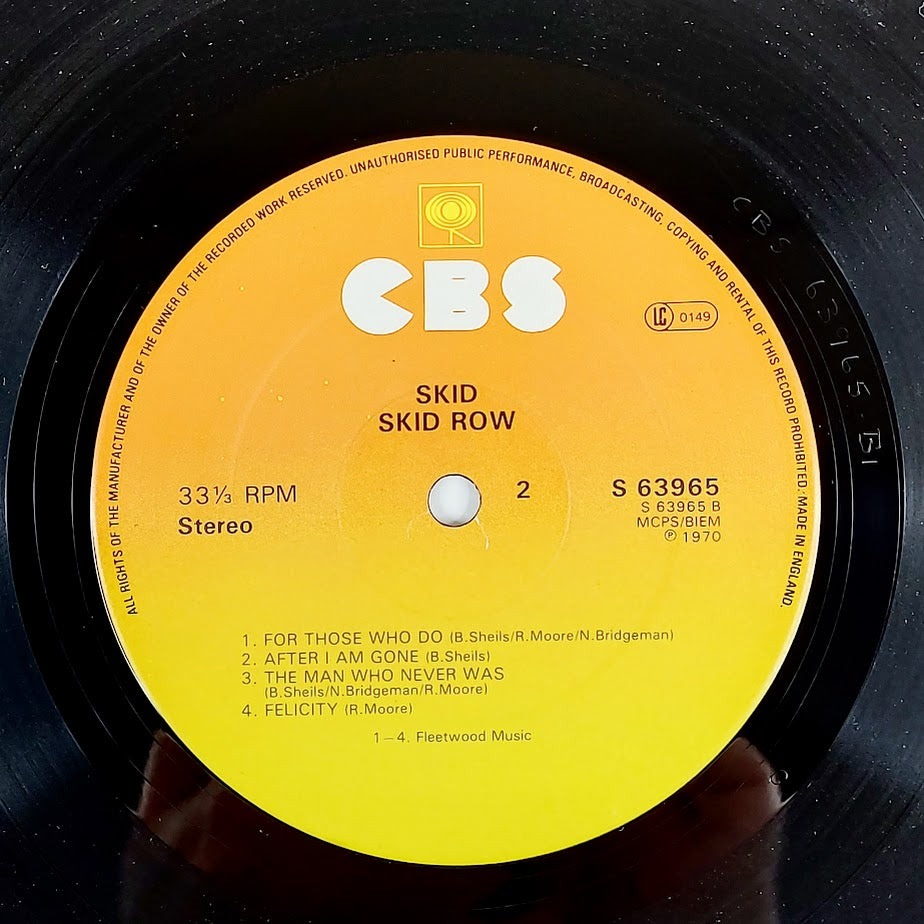 ALL RIGHTS OF THE MANUFACTURER AND OF THE OWNER OF THE RECORDED WORK RESERVED. UNAUTHORISED PUBLIC PERFORMANCE, BROADCASTING, COPYING AND RENTAL OF THIS RECORD PROHIBITED. MADE IN ENGLAND.
CBS
LC 0149
SKID
SKID ROW
33⅓ RPM
Stereo
2
S 63965
S 63965 B
MCPS/BIEM
℗ 1970
1. FOR THOSE WHO DO (B.Sheils/R.Moore/N.Bridgeman)
2. AFTER I AM GONE (B.Sheils)
3. THE MAN WHO NEVER WAS
(B.Sheils/N.Bridgeman/R.Moore)
4. FELICITY (R.Moore)
1–4. Fleetwood Music
CBS 63965 B1